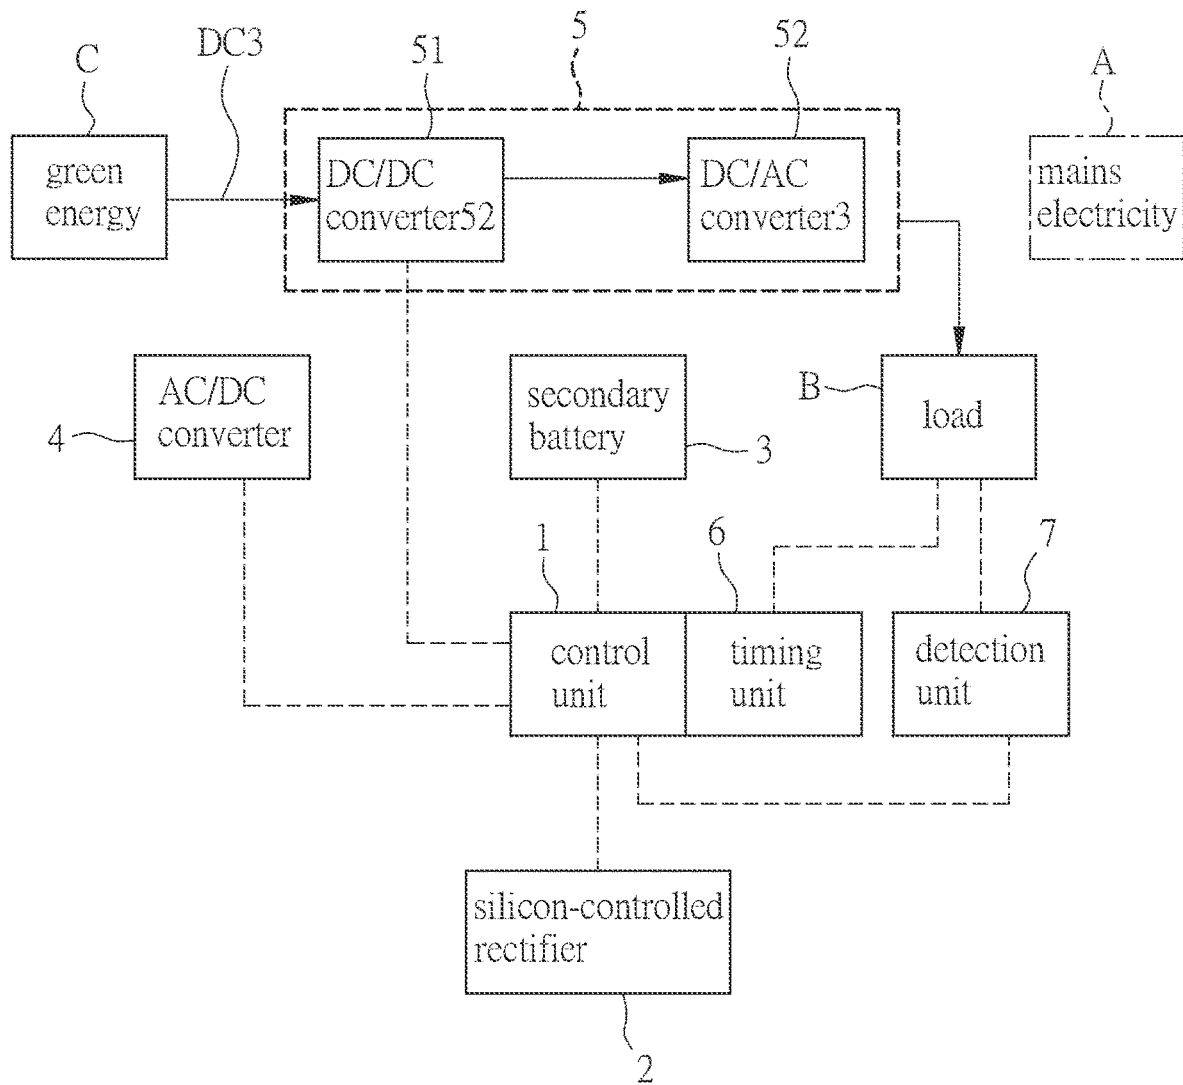 C
DC3
51
5
52
A
green
energy
DC/DC
converter52
DC/AC
converter3
mains
electricity
AC/DC
converter
4
secondary
battery
3
B
load
1
6
7
control
unit
timing
unit
detection
unit
silicon-controlled
rectifier
2